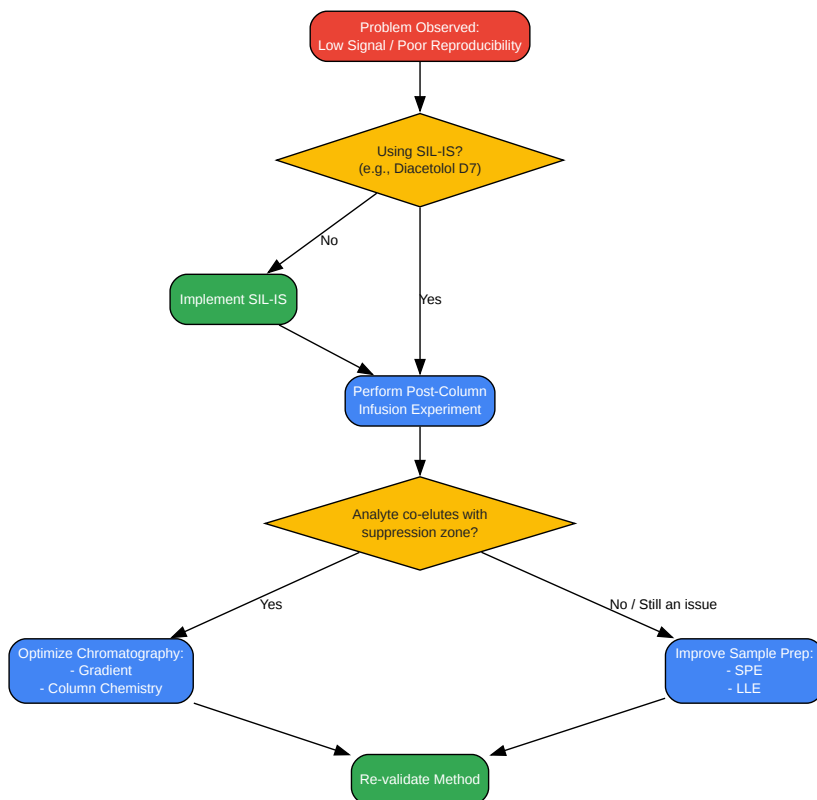 Problem Observed:
Low Signal / Poor Reproducibility
Using SIL-IS?
(e.g., Diacetolol D7)
No
Implement SIL-IS
Yes
Perform Post-Column
Infusion Experiment
Analyte co-elutes with
suppression zone?
Yes
No / Still an issue
Optimize Chromatography:
- Gradient
- Column Chemistry
Improve Sample Prep:
- SPE
- LLE
Re-validate Method